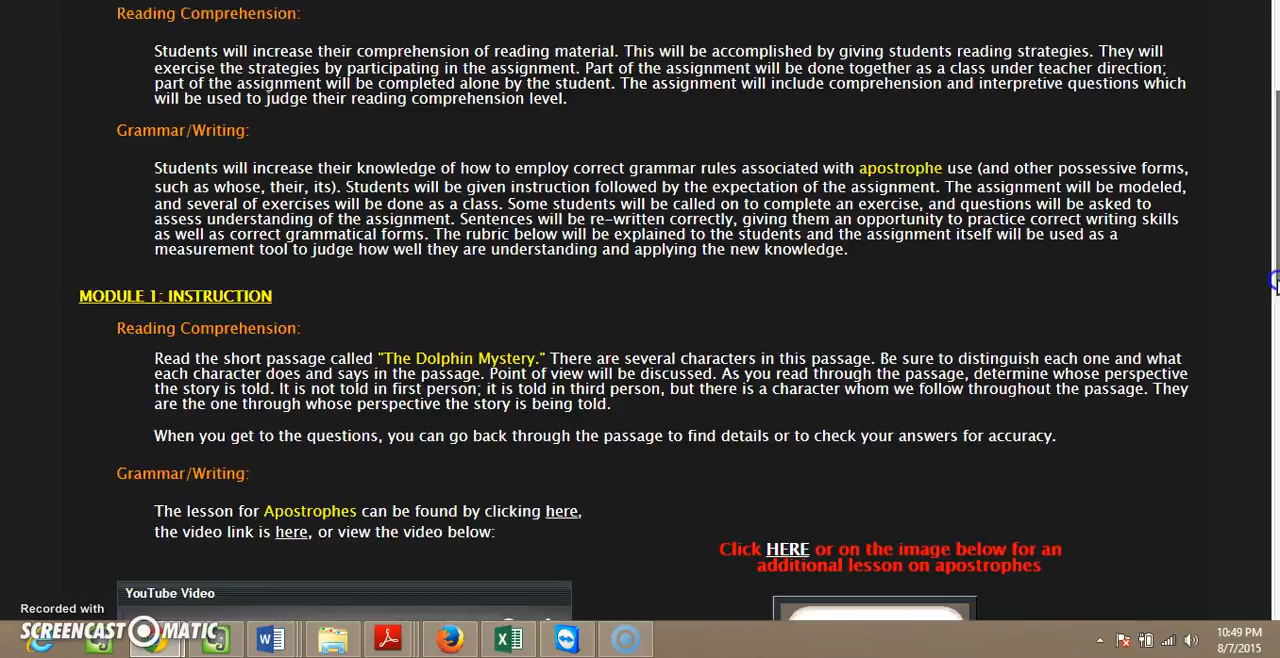 Reading Comprehension:
Students will increase their comprehension of reading material. This will be accomplished by giving students reading strategies. They will
exercise the strategies by participating in the assignment. Part of the assignment will be done together as a class under teacher direction;
part of the assignment will be completed alone by the student. The assignment will include comprehension and interpretive questions which
will be used to judge their reading comprehension level.
Grammar/Writing:
Students will increase their knowledge of how to employ correct grammar rules associated with apostrophe use (and other possessive forms,
such as whose, their, its). Students will be given instruction followed by the expectation of the assignment. The assignment will be modeled,
and several of exercises will be done as a class. Some students will be called on to complete an exercise, and questions will be asked to
assess understanding of the assignment. Sentences will be re-written correctly, giving them an opportunity to practice correct writing skills
as well as correct grammatical forms. The rubric below will be explained to the students and the assignment itself will be used as a
measurement tool to judge how well they are understanding and applying the new knowledge.
MODULE 1: INSTRUCTION
Reading Comprehension:
Read the short passage called "The Dolphin Mystery." There are several characters in this passage. Be sure to distinguish each one and what
each character does and says in the passage. Point of view will be discussed. As you read through the passage, determine whose perspective
the story is told. It is not told in first person; it is told in third person, but there is a character whom we follow throughout the passage. They
are the one through whose perspective the story is being told.
When you get to the questions, you can go back through the passage to find details or to check your answers for accuracy.
Grammar/Writing:
The lesson for Apostrophes can be found by clicking here,
the video link is here, or view the video below:
Click HERE or on the image below for an
additional lesson on apostrophes
YouTube Video
Recorded with
SCREENCAST O MATIC
10:49 PM
8/7/2015